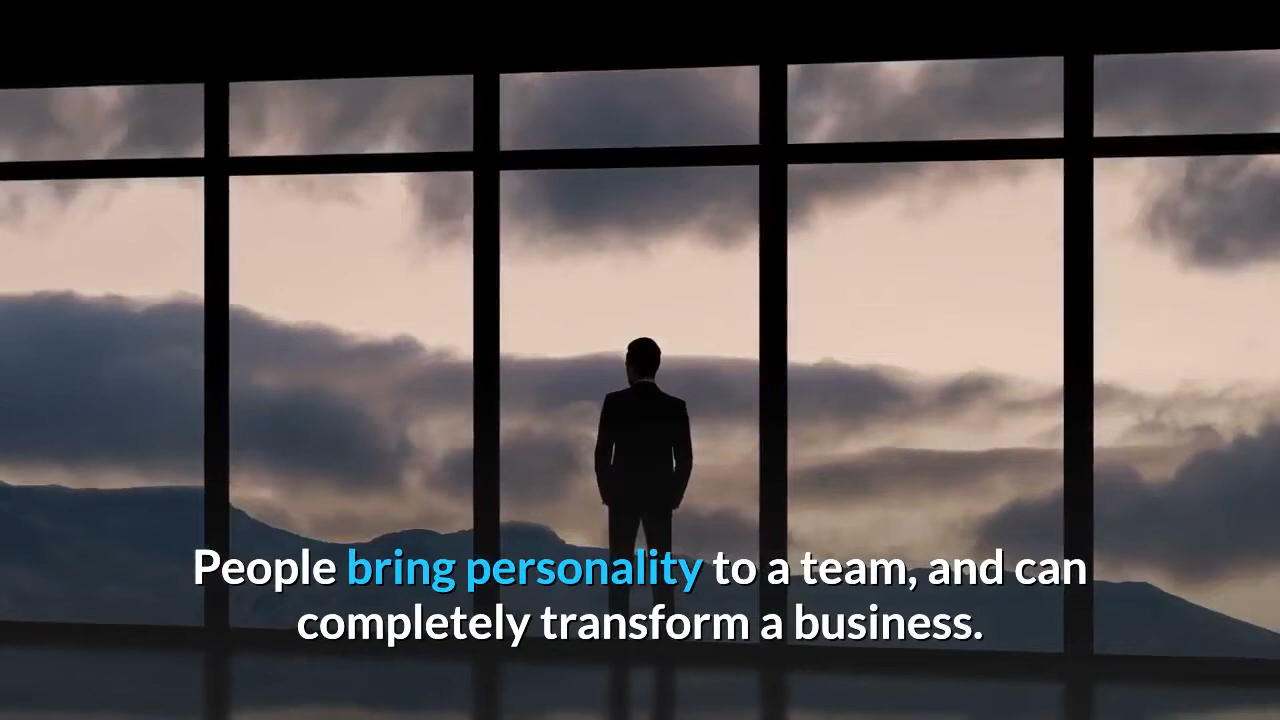 People bring personality to a team, and can
completely transform a business.